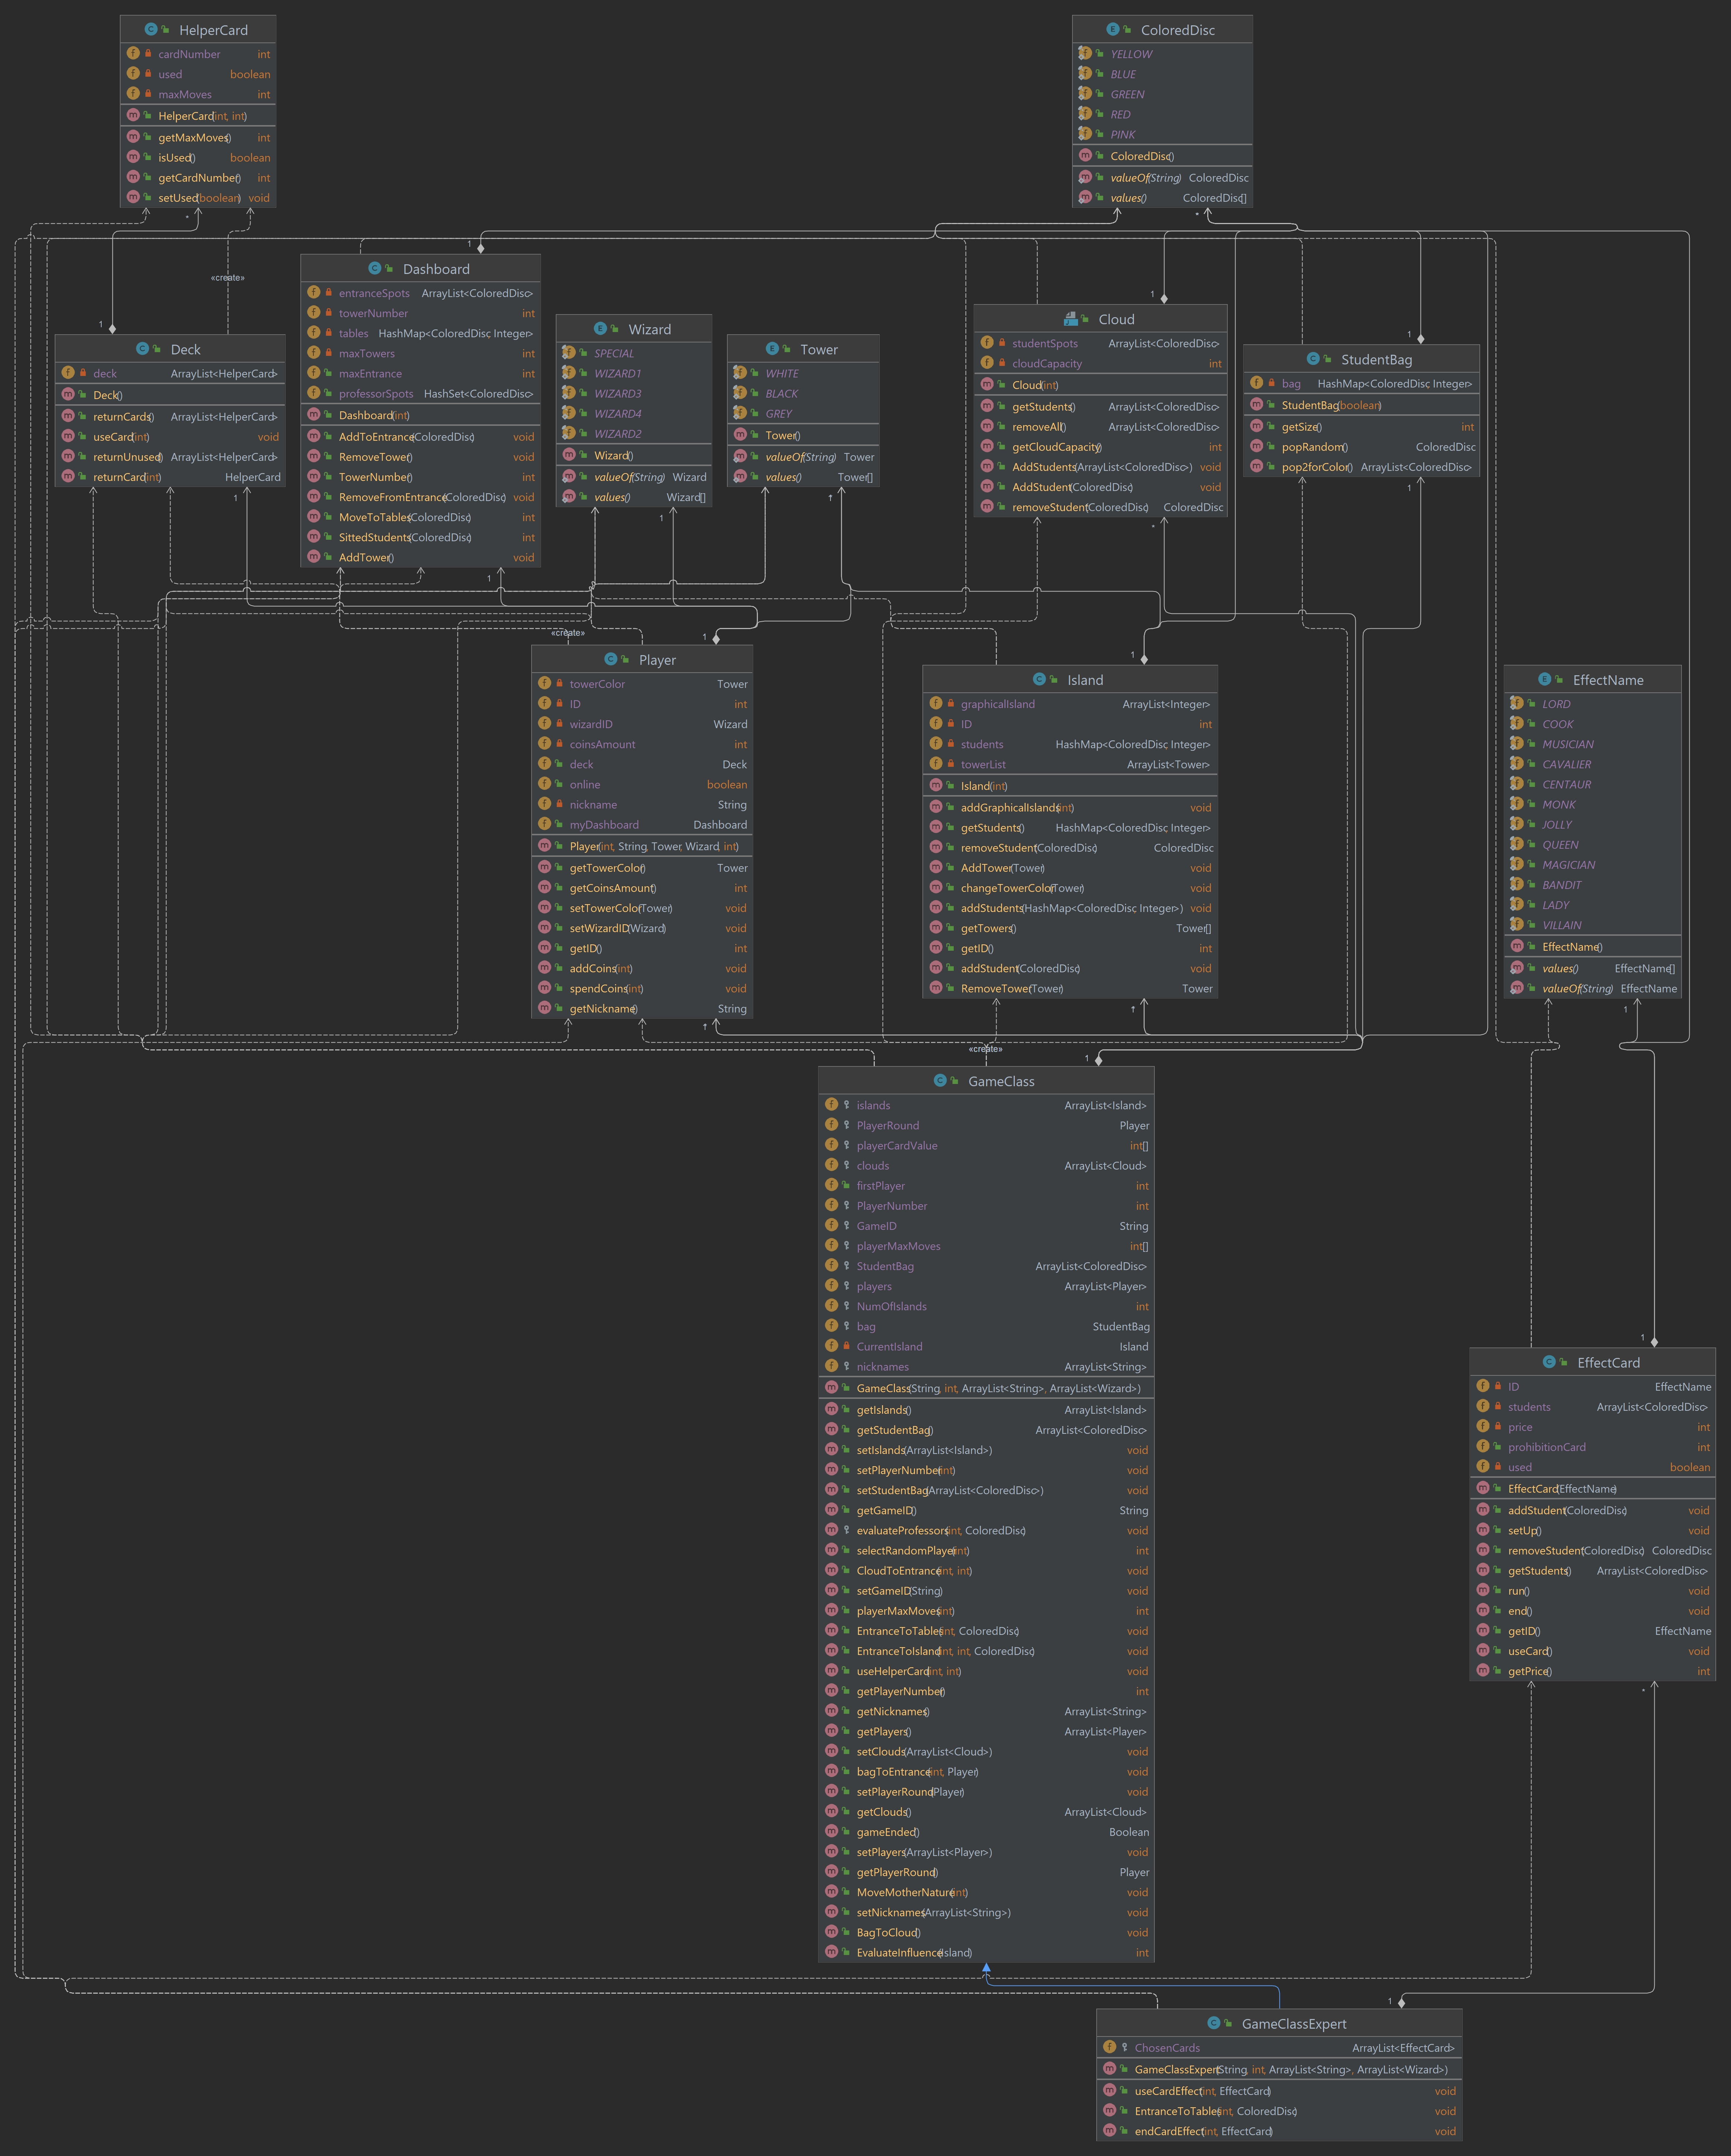 HelperCard
cardNumber int
used boolean
maxMoves int
HelperCard(int, int)
getMaxMoves() int
isUsed() boolean
getCardNumber() int
setUsed(boolean) void
ColoredDisc
YELLOW
BLUE
GREEN
RED
PINK
ColoredDisc()
valueOf(String) ColoredDisc
values() ColoredDisc[]
«create»
Dashboard
entranceSpots ArrayList<ColoredDisc>
towerNumber int
tables HashMap<ColoredDisc, Integer>
maxTowers int
maxEntrance int
professorSpots HashSet<ColoredDisc>
Dashboard(int)
AddToEntrance(ColoredDisc) void
RemoveTower() void
TowerNumber() int
RemoveFromEntrance(ColoredDisc) void
MoveToTables(ColoredDisc) int
SittedStudents(ColoredDisc) int
AddTower() void
Deck
deck ArrayList<HelperCard>
Deck()
returnCards() ArrayList<HelperCard>
useCard(int) void
returnUnused() ArrayList<HelperCard>
returnCard(int) HelperCard
Wizard
SPECIAL
WIZARD1
WIZARD3
WIZARD4
WIZARD2
Wizard()
valueOf(String) Wizard
values() Wizard[]
Tower
WHITE
BLACK
GREY
Tower()
valueOf(String) Tower
values() Tower[]
Cloud
studentSpots ArrayList<ColoredDisc>
cloudCapacity int
Cloud(int)
getStudents() ArrayList<ColoredDisc>
removeAll() ArrayList<ColoredDisc>
getCloudCapacity() int
AddStudents(ArrayList<ColoredDisc>) void
AddStudent(ColoredDisc) void
removeStudent(ColoredDisc) ColoredDisc
StudentBag
bag HashMap<ColoredDisc, Integer>
StudentBag(boolean)
getSize() int
popRandom() ColoredDisc
pop2forColor() ArrayList<ColoredDisc>
«create»
Player
towerColor Tower
ID int
wizardID Wizard
coinsAmount int
deck Deck
online boolean
nickname String
myDashboard Dashboard
Player(int, String, Tower, Wizard, int)
getTowerColor() Tower
getCoinsAmount() int
setTowerColor(Tower) void
setWizardID(Wizard) void
getID() int
addCoins(int) void
spendCoins(int) void
getNickname() String
Island
graphicalIsland ArrayList<Integer>
ID int
students HashMap<ColoredDisc, Integer>
towerList ArrayList<Tower>
Island(int)
addGraphicalIslands(int) void
getStudents() HashMap<ColoredDisc, Integer>
removeStudent(ColoredDisc) ColoredDisc
AddTower(Tower) void
changeTowerColor(Tower) void
addStudents(HashMap<ColoredDisc, Integer>) void
getTowers() Tower[]
getID() int
addStudent(ColoredDisc) void
RemoveTower(Tower) Tower
EffectName
LORD
COOK
MUSICIAN
CAVALIER
CENTAUR
MONK
JOLLY
QUEEN
MAGICIAN
BANDIT
LADY
VILLAIN
EffectName()
values() EffectName[]
valueOf(String) EffectName
«create»
GameClass
islands ArrayList<Island>
PlayerRound Player
playerCardValue int[]
clouds ArrayList<Cloud>
firstPlayer int
PlayerNumber int
GameID String
playerMaxMoves int[]
StudentBag ArrayList<ColoredDisc>
players ArrayList<Player>
NumOfIslands int
bag StudentBag
CurrentIsland Island
nicknames ArrayList<String>
GameClass(String, int, ArrayList<String>, ArrayList<Wizard>)
getIslands() ArrayList<Island>
getStudentBag() ArrayList<ColoredDisc>
setIslands(ArrayList<Island>) void
setPlayerNumber(int) void
setStudentBag(ArrayList<ColoredDisc>) void
getGameID() String
evaluateProfessors(int, ColoredDisc) void
selectRandomPlayer(int) int
CloudToEntrance(int, int) void
setGameID(String) void
playerMaxMoves(int) int
EntranceToTables(int, ColoredDisc) void
EntranceToIsland(int, int, ColoredDisc) void
useHelperCard(int, int) void
getPlayerNumber() int
getNicknames() ArrayList<String>
getPlayers() ArrayList<Player>
setClouds(ArrayList<Cloud>) void
bagToEntrance(int, Player) void
setPlayerRound(Player) void
getClouds() ArrayList<Cloud>
gameEnded() Boolean
setPlayers(ArrayList<Player>) void
getPlayerRound() Player
MoveMotherNature(int) void
setNicknames(ArrayList<String>) void
BagToCloud() void
EvaluateInfluence(Island) int
EffectCard
ID EffectName
students ArrayList<ColoredDisc>
price int
prohibitionCard int
used boolean
EffectCard(EffectName)
addStudent(ColoredDisc) void
setUp() void
removeStudent(ColoredDisc) ColoredDisc
getStudents() ArrayList<ColoredDisc>
run() void
end() void
getID() EffectName
useCard() void
getPrice() int
GameClassExpert
ChosenCards ArrayList<EffectCard>
GameClassExpert(String, int, ArrayList<String>, ArrayList<Wizard>)
useCardEffect(int, EffectCard) void
EntranceToTables(int, ColoredDisc) void
endCardEffect(int, EffectCard) void